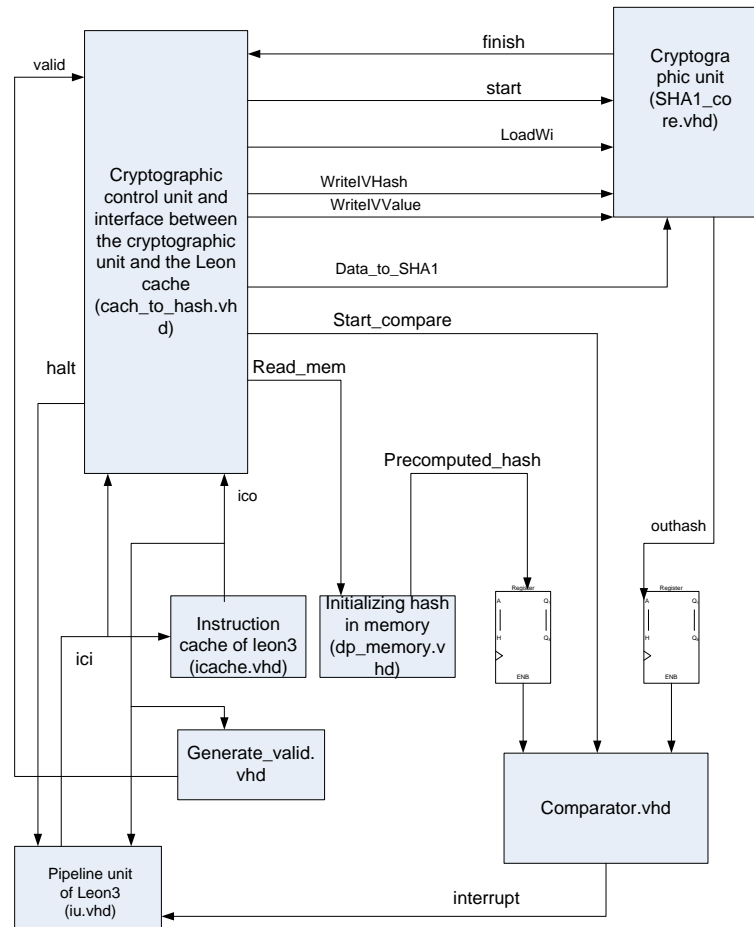 finish
Cryptogra
phic unit
(SHA1_co
re.vhd)
valid
start
LoadWi
Cryptographic
control unit and
interface between
the cryptographic
unit and the Leon
cache
(cach_to_hash.vh
d)
WriteIVHash
WriteIVValue
Data_to_SHA1
Start_compare
halt
Read_mem
Precomputed_hash
ico
outhash
Register
A
Q
H
Q
ENB
Register
A
Q
H
Q
ENB
Instruction
cache of leon3
(icache.vhd)
Initializing hash
in memory
(dp_memory.v
hd)
ici
Generate_valid.
vhd
Comparator.vhd
Pipeline unit
of Leon3
(iu.vhd)
interrupt